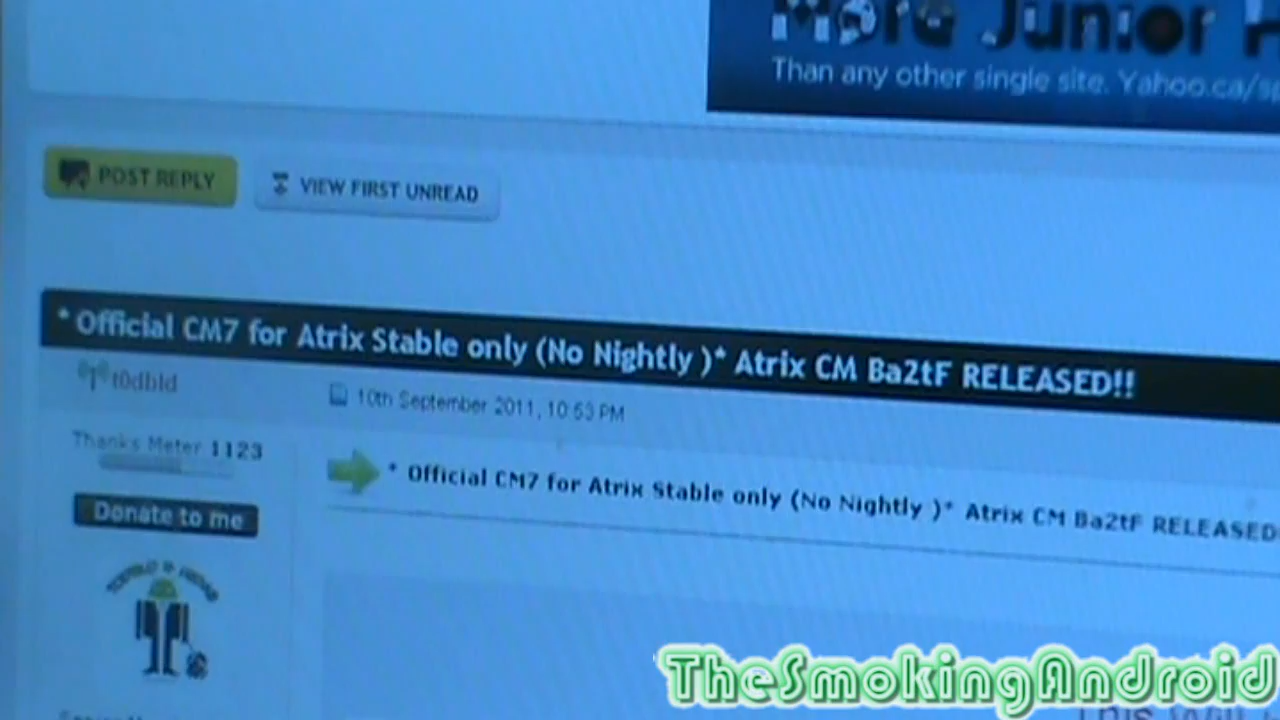 More Junior
Than any other single site. Yahoo.ca/sp
POST REPLY
VIEW FIRST UNREAD
* Official CM7 for Atrix Stable only (No Nightly )* Atrix CM Ba2tF RELEASED!!
t0dbld
10th September 2011, 10:53 PM
Thanks Meter 1123
* Official CM7 for Atrix Stable only (No Nightly )* Atrix CM Ba2tF RELEASED
Donate to me
TheSmokingAndroid